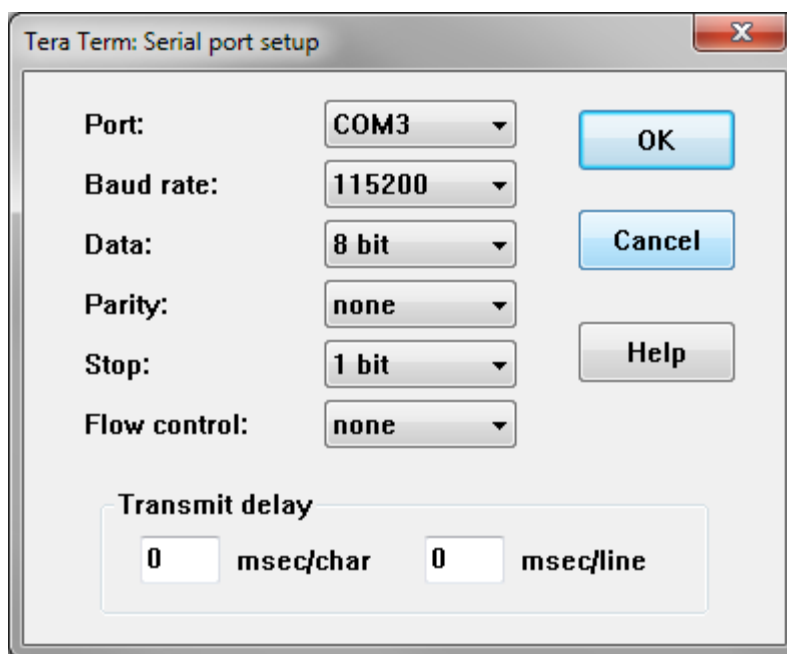 Tera Term: Serial port setup
Port: COM3 OK
Baud rate: 115200
Data: 8 bit Cancel
Parity: none
Stop: 1 bit Help
Flow control: none
Transmit delay
0 msec/char 0 msec/line